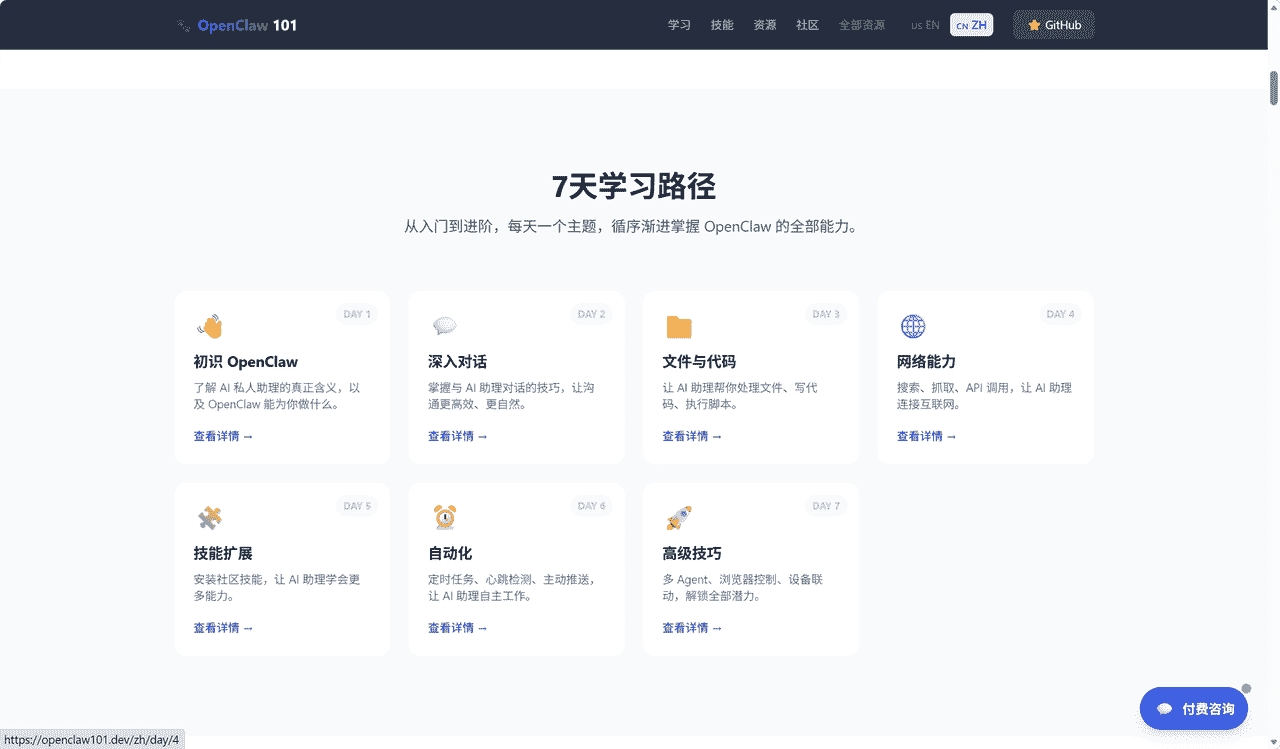 OpenClaw 101
学习 技能 资源 社区 全部资源 US EN CN ZH GitHub
7天学习路径
从入门到进阶，每天一个主题，循序渐进掌握 OpenClaw 的全部能力。
DAY 1
初识 OpenClaw
了解 AI 私人助理的真正含义，以
及 OpenClaw 能为你做什么。
查看详情 →
DAY 2
深入对话
掌握与 AI 助理对话的技巧，让沟
通更高效、更自然。
查看详情 →
DAY 3
文件与代码
让 AI 助理帮你处理文件、写代
码、执行脚本。
查看详情 →
DAY 4
网络能力
搜索、抓取、API 调用，让 AI 助理
连接互联网。
查看详情 →
DAY 5
技能扩展
安装社区技能，让 AI 助理学会更
多能力。
查看详情 →
DAY 6
自动化
定时任务、心跳检测、主动推送，
让 AI 助理自主工作。
查看详情 →
DAY 7
高级技巧
多 Agent、浏览器控制、设备联
动，解锁全部潜力。
查看详情 →
付费咨询
https://openclaw101.dev/zh/day/4